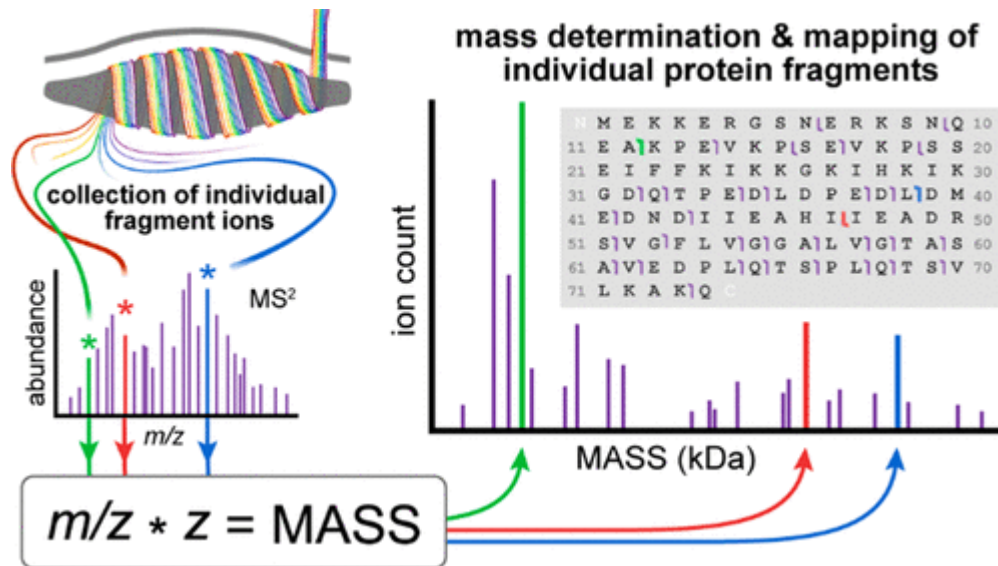 mass determination & mapping of
individual protein fragments
collection of individual
fragment ions
* * *
MS²
abundance
m/z
m/z * z = MASS
ion count
MASS (kDa)
N M E K K E R G S N E R K S N Q 10
11 E A K P E V K P S E V K P S S 20
21 E I F F K I K K G K I H K I K 30
31 G D Q T P E D L D P E D L D M 40
41 E D N D I I E A H I I E A D R 50
51 S V G F L V G G A L V G T A S 60
61 A V E D P L Q T S P L Q T S V 70
71 L K A K Q C